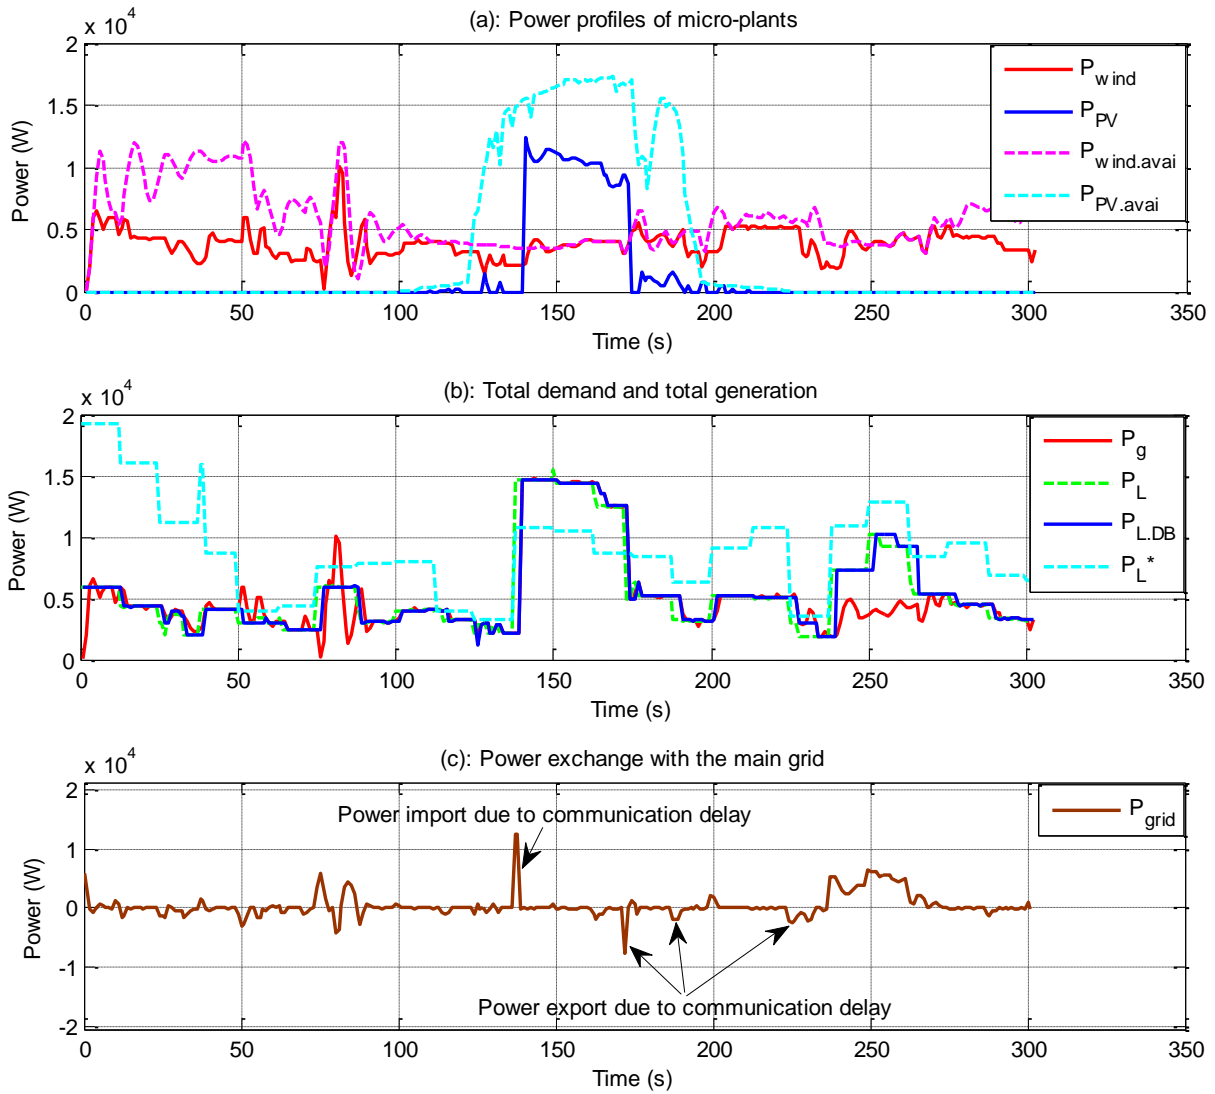 (a): Power profiles of micro-plants
x 10^4
2
1.5
1
0.5
0
Power (W)
0 50 100 150 200 250 300 350
Time (s)
P_wind
P_PV
P_wind.avai
P_PV.avai
(b): Total demand and total generation
x 10^4
2
1.5
1
0.5
0
Power (W)
0 50 100 150 200 250 300 350
Time (s)
P_g
P_L
P_L.DB
P_L*
(c): Power exchange with the main grid
x 10^4
2
1
0
-1
-2
Power (W)
Power import due to communication delay
Power export due to communication delay
0 50 100 150 200 250 300 350
Time (s)
P_grid